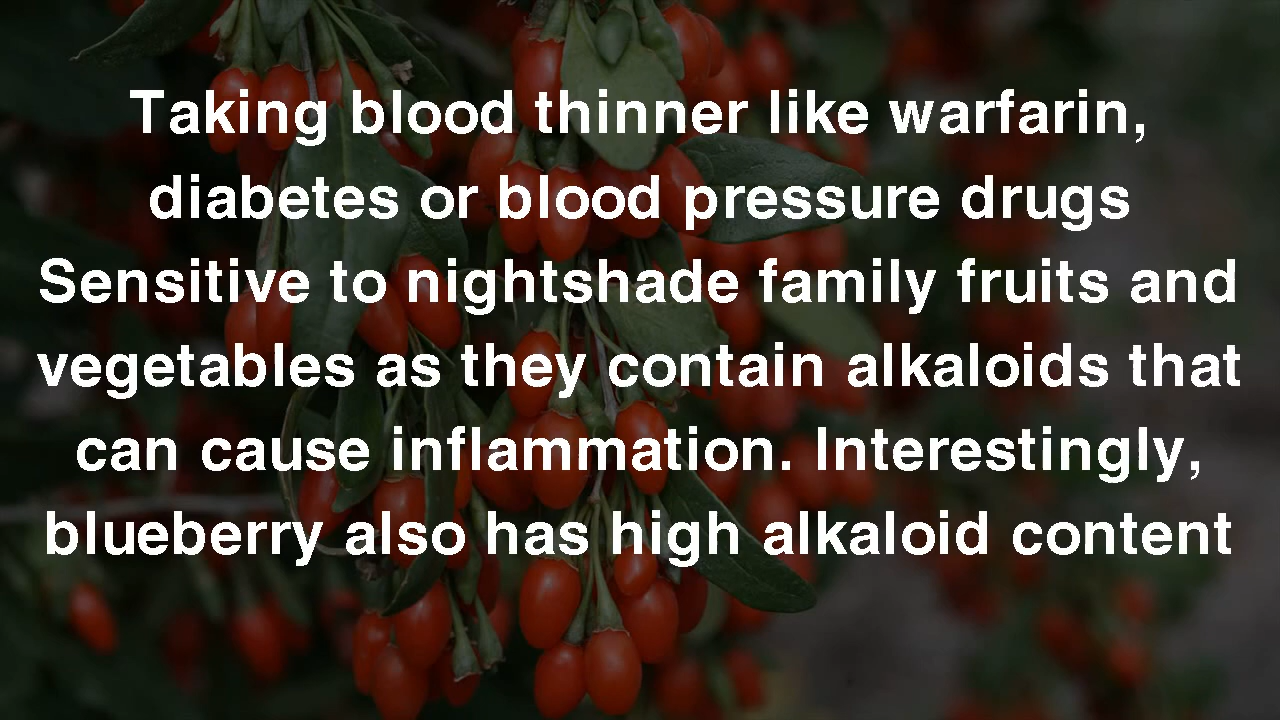 Taking blood thinner like warfarin,
diabetes or blood pressure drugs
Sensitive to nightshade family fruits and
vegetables as they contain alkaloids that
can cause inflammation. Interestingly,
blueberry also has high alkaloid content